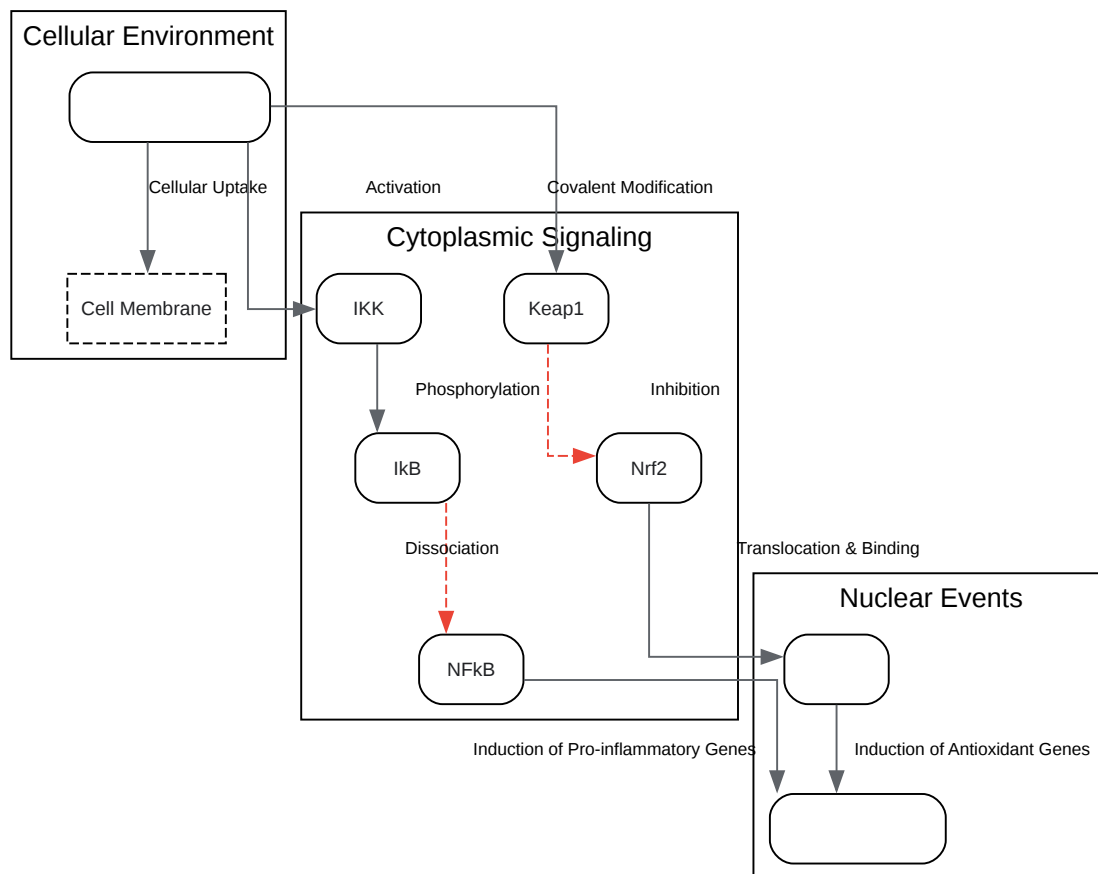 Cellular Environment
Cellular Uptake
Activation
Covalent Modification
Cytoplasmic Signaling
Cell Membrane
IKK
Keap1
Phosphorylation
Inhibition
IkB
Nrf2
Dissociation
Translocation & Binding
Nuclear Events
NFkB
Induction of Pro-inflammatory Genes
Induction of Antioxidant Genes